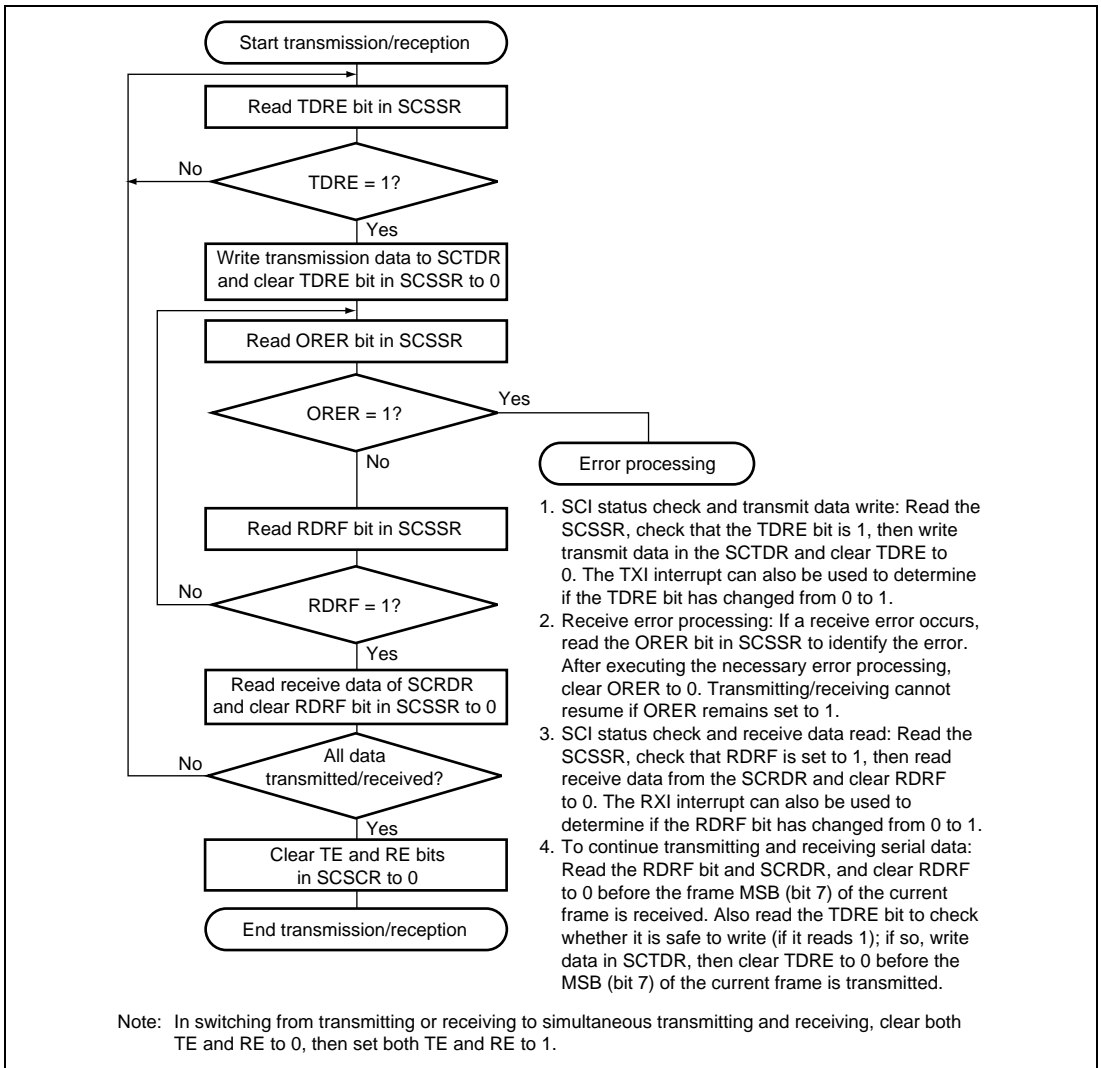 Start transmission/reception
Read TDRE bit in SCSSR
No
TDRE = 1?
Yes
Write transmission data to SCTDR
and clear TDRE bit in SCSSR to 0
Read ORER bit in SCSSR
Yes
ORER = 1?
No
Error processing
Read RDRF bit in SCSSR
No
RDRF = 1?
Yes
Read receive data of SCRDR
and clear RDRF bit in SCSSR to 0
No
All data
transmitted/received?
Yes
Clear TE and RE bits
in SCSCR to 0
End transmission/reception
1. SCI status check and transmit data write: Read the
SCSSR, check that the TDRE bit is 1, then write
transmit data in the SCTDR and clear TDRE to
0. The TXI interrupt can also be used to determine
if the TDRE bit has changed from 0 to 1.
2. Receive error processing: If a receive error occurs,
read the ORER bit in SCSSR to identify the error.
After executing the necessary error processing,
clear ORER to 0. Transmitting/receiving cannot
resume if ORER remains set to 1.
3. SCI status check and receive data read: Read the
SCSSR, check that RDRF is set to 1, then read
receive data from the SCRDR and clear RDRF
to 0. The RXI interrupt can also be used to
determine if the RDRF bit has changed from 0 to 1.
4. To continue transmitting and receiving serial data:
Read the RDRF bit and SCRDR, and clear RDRF
to 0 before the frame MSB (bit 7) of the current
frame is received. Also read the TDRE bit to check
whether it is safe to write (if it reads 1); if so, write
data in SCTDR, then clear TDRE to 0 before the
MSB (bit 7) of the current frame is transmitted.
Note: In switching from transmitting or receiving to simultaneous transmitting and receiving, clear both
TE and RE to 0, then set both TE and RE to 1.